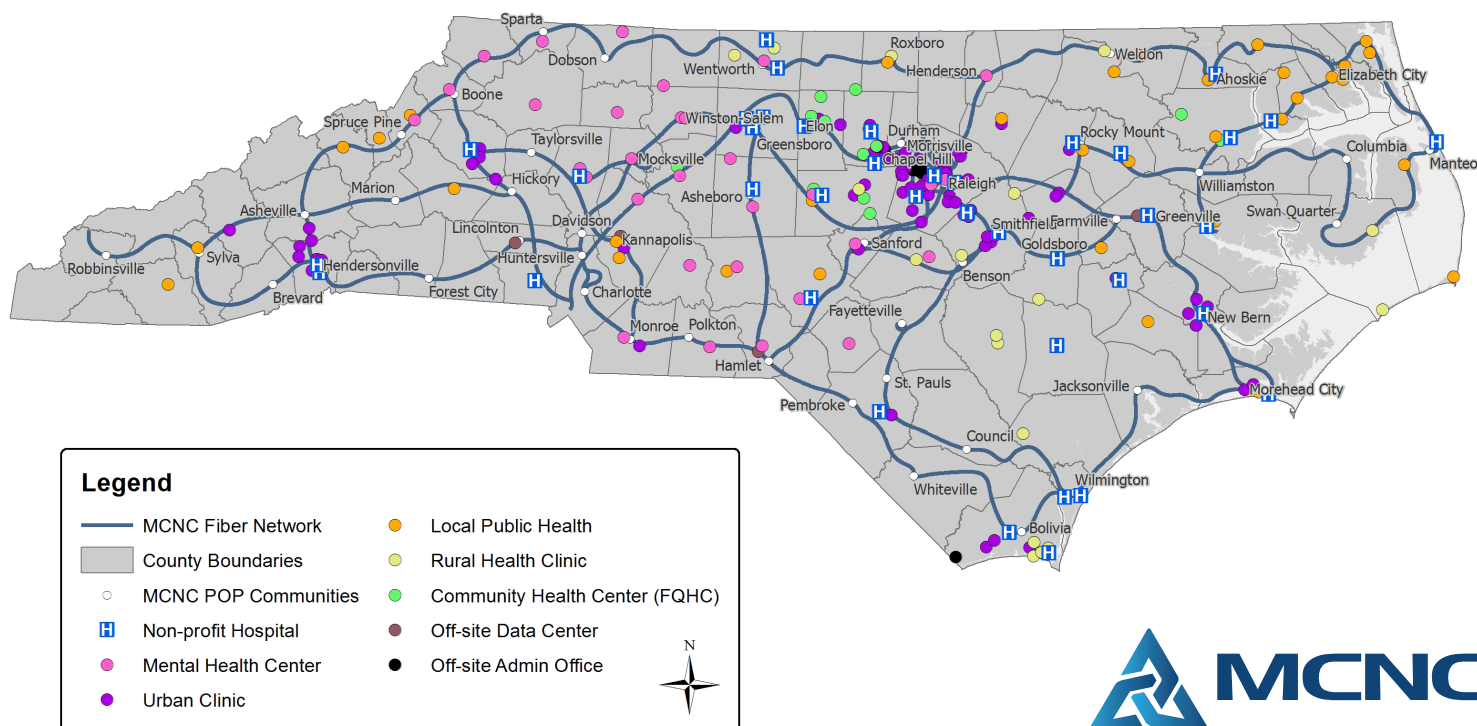 Sparta
Roxboro
Dobson
Wentworth
Henderson
Weldon
Ahoskie
Elizabeth City
Boone
Spruce Pine
Taylorsville
Winston-Salem
Elon
Durham
Rocky Mount
Greensboro
Morrisville
Chapel Hill
Mocksville
Columbia
Manteo
Hickory
Marion
Asheboro
Raleigh
Williamston
Asheville
Davidson
Lincolnton
Kannapolis
Smithfield
Farmville
Greenville
Swan Quarter
Sanford
Goldsboro
Robbinsville
Sylva
Hendersonville
Huntersville
Benson
Brevard
Forest City
Charlotte
Fayetteville
New Bern
Monroe
Polkton
Hamlet
St. Pauls
Jacksonville
Morehead City
Pembroke
Council
Whiteville
Wilmington
Bolivia
Legend
MCNC Fiber Network
County Boundaries
MCNC POP Communities
H Non-profit Hospital
Mental Health Center
Urban Clinic
Local Public Health
Rural Health Clinic
Community Health Center (FQHC)
Off-site Data Center
Off-site Admin Office
N
MCNC